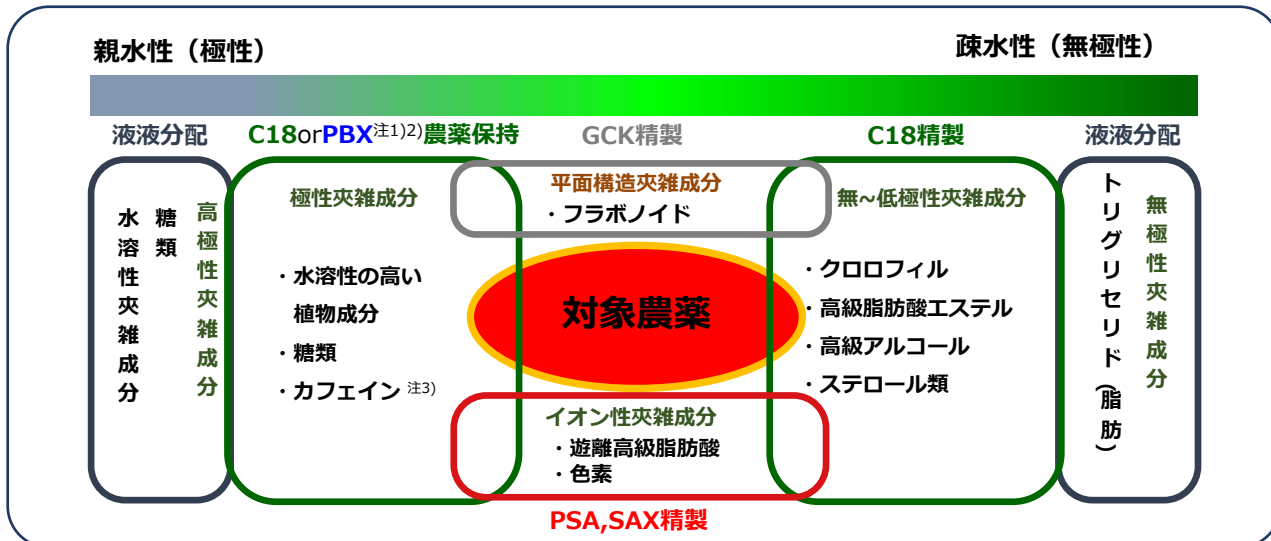 親水性（極性）
疎水性（無極性）
液液分配
C18orPBX注1)2)農薬保持
GCK精製
C18精製
液液分配
高極性夾雑成分
糖類
水溶性夾雑成分
極性夾雑成分
・水溶性の高い
植物成分
・糖類
・カフェイン 注3)
平面構造夾雑成分
・フラボノイド
対象農薬
イオン性夾雑成分
・遊離高級脂肪酸
・色素
PSA,SAX精製
無~低極性夾雑成分
・クロロフィル
・高級脂肪酸エステル
・高級アルコール
・ステロール類
無極性夾雑成分
トリグリセリド(脂肪)